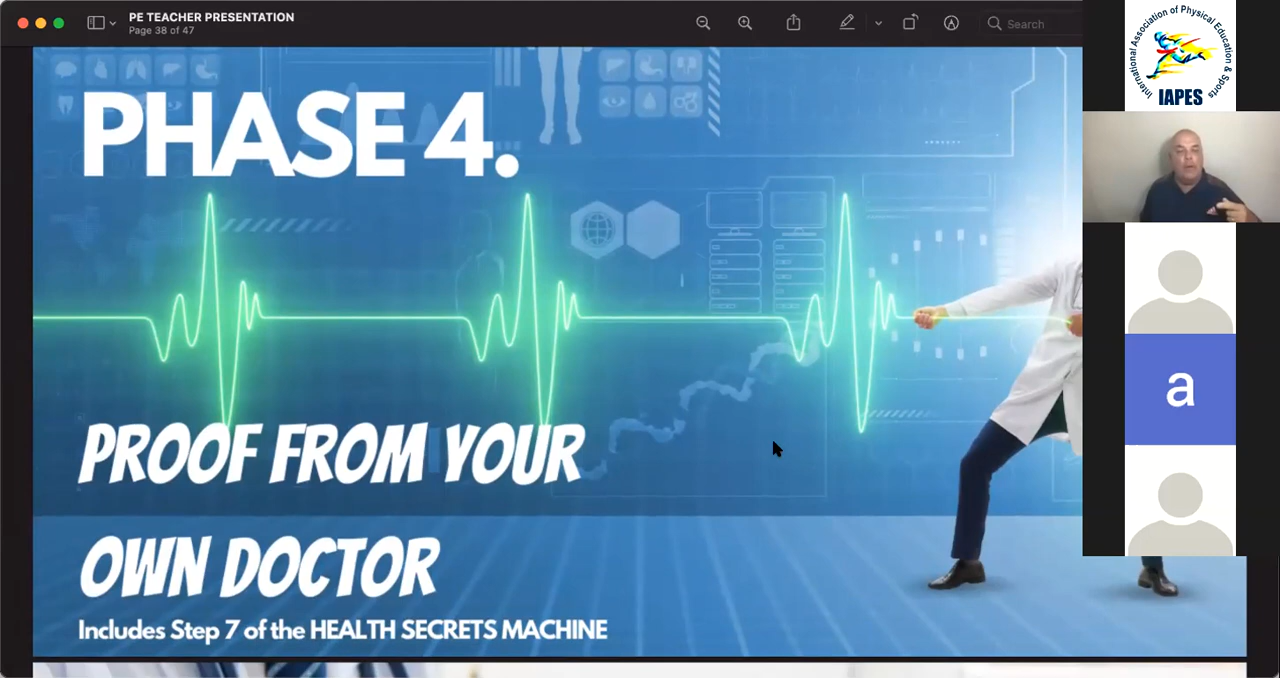 PE TEACHER PRESENTATION
Page 38 of 47
Search
PHASE 4.
PROOF FROM YOUR
OWN DOCTOR
Includes Step 7 of the HEALTH SECRETS MACHINE
International Association of Physical Education & Sports
IAPES
a